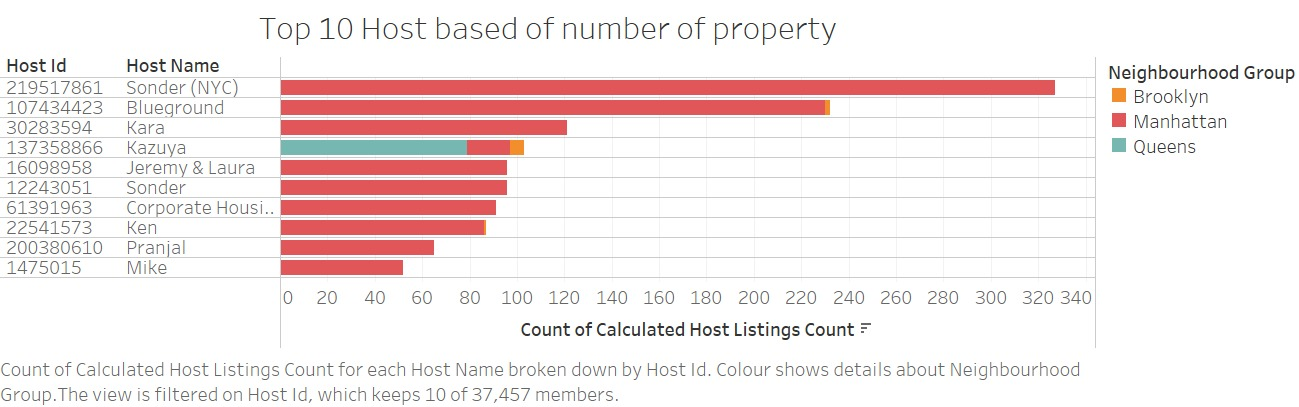 Top 10 Host based of number of property
Host Id Host Name
219517861 Sonder (NYC)
107434423 Blueground
30283594 Kara
137358866 Kazuya
16098958 Jeremy & Laura
12243051 Sonder
61391963 Corporate Housi..
22541573 Ken
200380610 Pranjal
1475015 Mike
0 20 40 60 80 100 120 140 160 180 200 220 240 260 280 300 320 340
Count of Calculated Host Listings Count
Neighbourhood Group
Brooklyn
Manhattan
Queens
Count of Calculated Host Listings Count for each Host Name broken down by Host Id. Colour shows details about Neighbourhood
Group.The view is filtered on Host Id, which keeps 10 of 37,457 members.